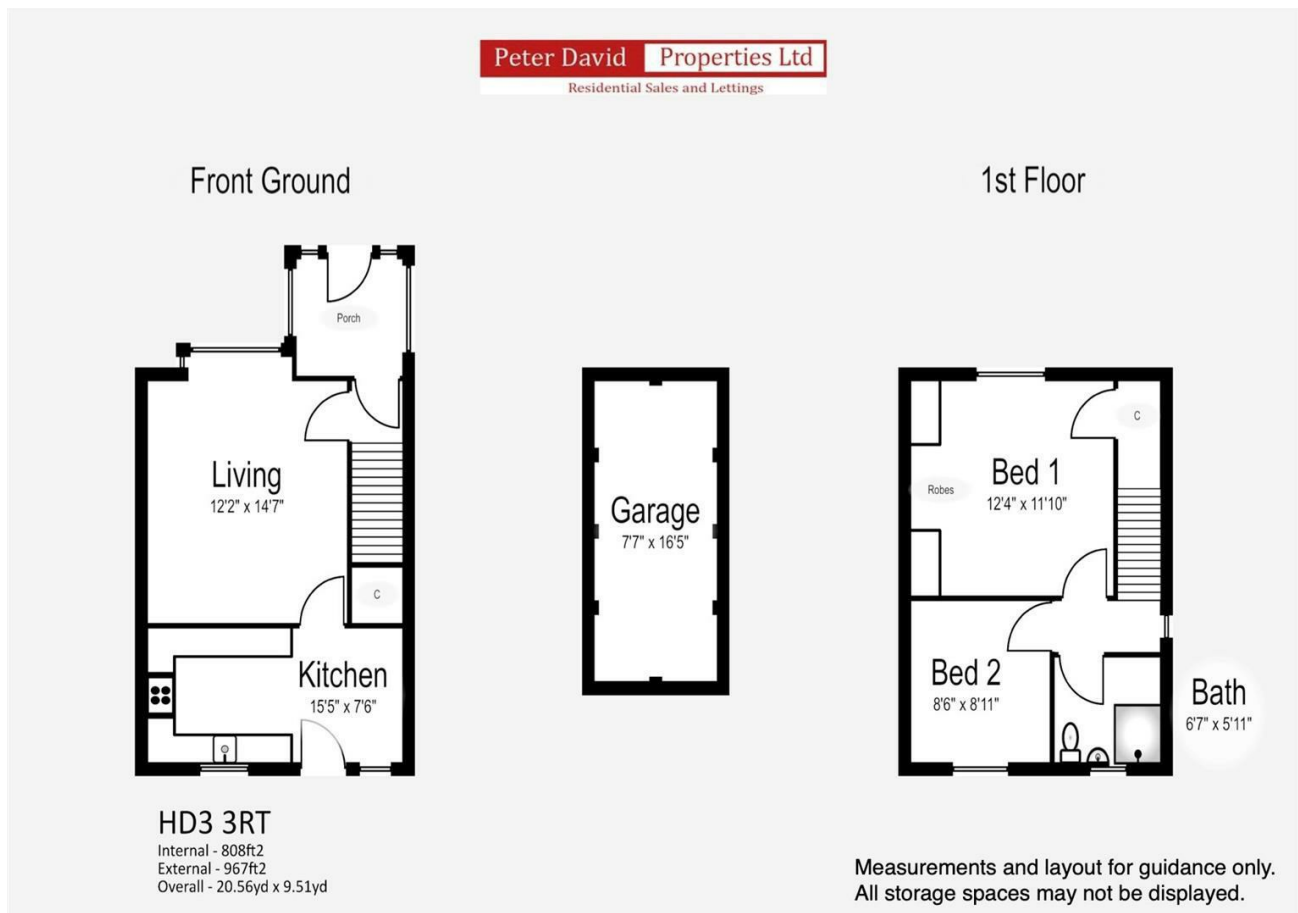 Peter David Properties Ltd
Residential Sales and Lettings
Front Ground
1st Floor
Porch
Living
12'2" x 14'7"
C
Kitchen
15'5" x 7'6"
Garage
7'7" x 16'5"
C
Bed 1
12'4" x 11'10"
Robes
Bed 2
8'6" x 8'11"
Bath
6'7" x 5'11"
HD3 3RT
Internal - 808ft2
External - 967ft2
Overall - 20.56yd x 9.51yd
Measurements and layout for guidance only.
All storage spaces may not be displayed.